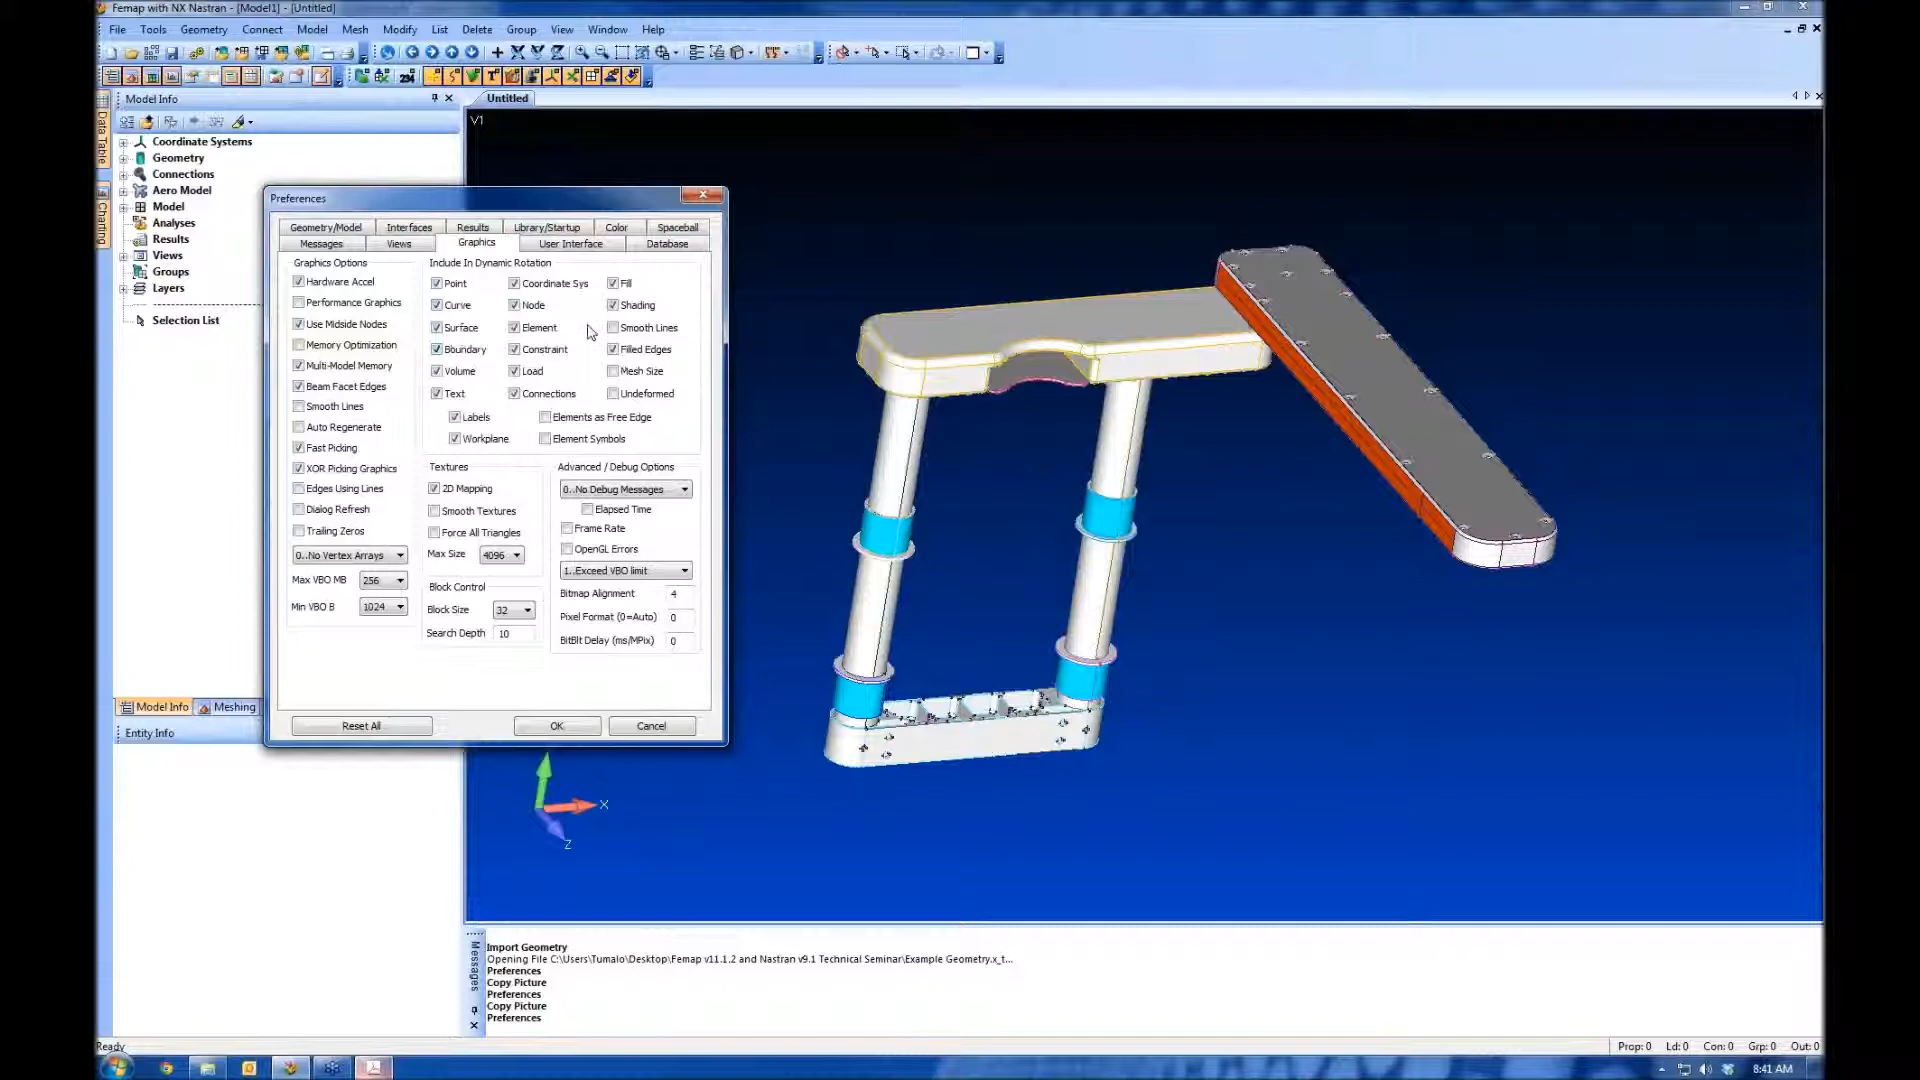 Femap with NX Nastran - [Model1] - [Untitled]
File Tools Geometry Connect Model Mesh Modify List Delete Group View Window Help
Model Info
Untitled
V1
Data Table
Charting
Coordinate Systems
Geometry
Connections
Aero Model
Model
Analyses
Results
Views
Groups
Layers
Selection List
Model Info Meshing
Entity Info
Preferences
Geometry/Model Interfaces Results Library/Startup Color Spaceball
Messages Views Graphics User Interface Database
Graphics Options
Hardware Accel
Performance Graphics
Use Midside Nodes
Memory Optimization
Multi-Model Memory
Beam Facet Edges
Smooth Lines
Auto Regenerate
Fast Picking
XOR Picking Graphics
Edges Using Lines
Dialog Refresh
Trailing Zeros
0..No Vertex Arrays
Max VBO MB 256
Min VBO B 1024
Include In Dynamic Rotation
Point Coordinate Sys Fill
Curve Node Shading
Surface Element Smooth Lines
Boundary Constraint Filled Edges
Volume Load Mesh Size
Text Connections Undeformed
Labels Elements as Free Edge
Workplane Element Symbols
Textures
2D Mapping
Smooth Textures
Force All Triangles
Max Size 4096
Block Control
Block Size 32
Search Depth 10
Advanced / Debug Options
0..No Debug Messages
Elapsed Time
Frame Rate
OpenGL Errors
1..Exceed VBO limit
Bitmap Alignment 4
Pixel Format (0=Auto) 0
BitBlt Delay (ms/MPix) 0
Reset All OK Cancel
X
Z
Messages
Import Geometry
Opening File C:\Users\Tumalo\Desktop\Femap v11.1.2 and Nastran v9.1 Technical Seminar\Example Geometry.x_t...
Preferences
Copy Picture
Preferences
Copy Picture
Preferences
Ready
Prop: 0 Ld: 0 Con: 0 Grp: 0 Out: 0
8:41 AM